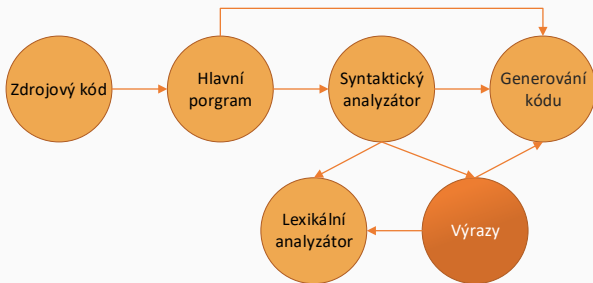 Zdrojový kód
Hlavní
porgram
Syntaktický
analyzátor
Generování
kódu
Lexikální
analyzátor
Výrazy